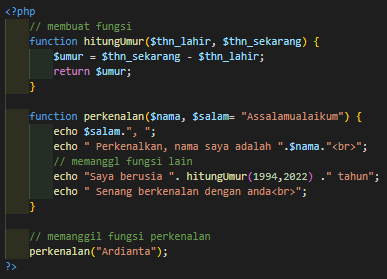 <?php
// membuat fungsi
function hitungUmur($thn_lahir, $thn_sekarang) {
$umur = $thn_sekarang - $thn_lahir;
return $umur;
}
function perkenalan($nama, $salam= "Assalamualaikum") {
echo $salam.", ";
echo " Perkenalkan, nama saya adalah ".$nama."<br>";
// memanggl fungsi lain
echo "Saya berusia ". hitungUmur(1994,2022) ." tahun";
echo " Senang berkenalan dengan anda<br>";
}
// memanggil fungsi perkenalan
perkenalan("Ardianta");
?>